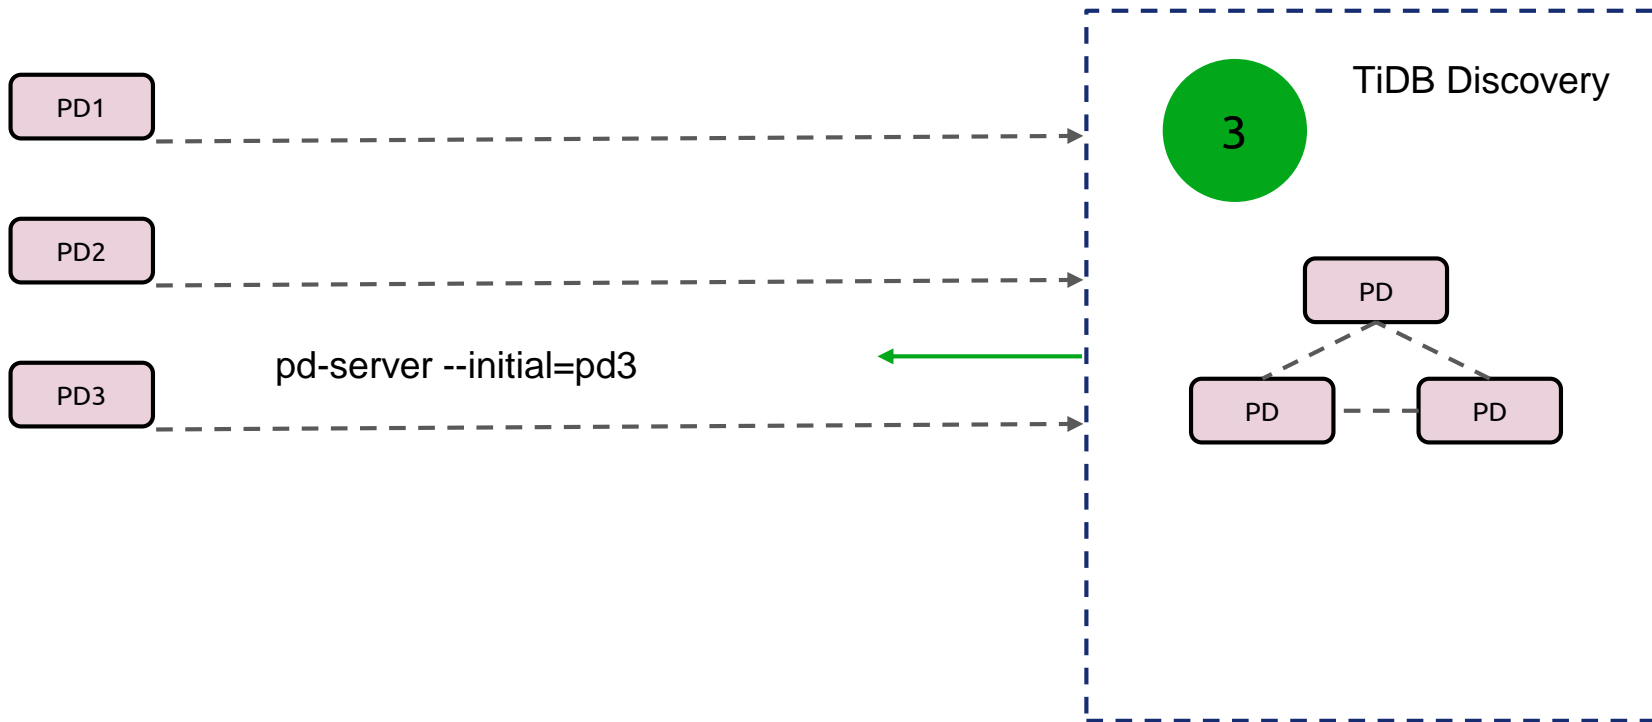 TiDB Discovery
PD1
3
PD2
PD
pd-server --initial=pd3
PD3
PD
PD